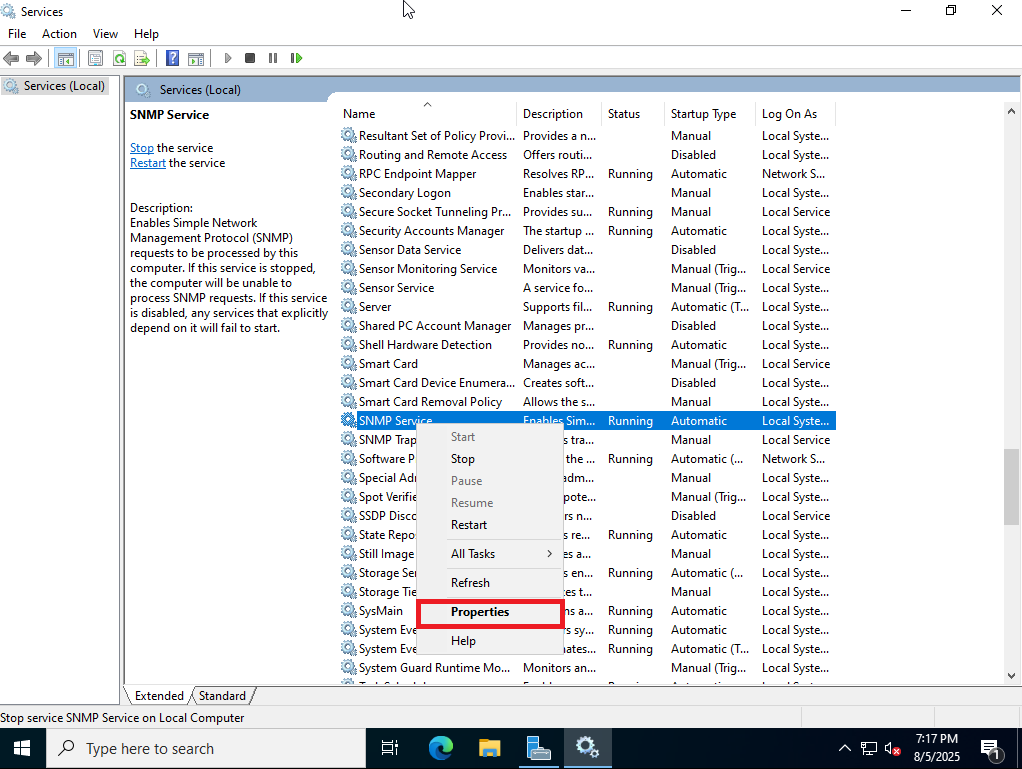 Services
File Action View Help
Services (Local)
Services (Local)
SNMP Service
Stop the service
Restart the service
Description:
Enables Simple Network
Management Protocol (SNMP)
requests to be processed by this
computer. If this service is stopped,
the computer will be unable to
process SNMP requests. If this service
is disabled, any services that explicitly
depend on it will fail to start.
Name Description Status Startup Type Log On As
Resultant Set of Policy Provi... Provides a n... Manual Local Syste...
Routing and Remote Access Offers routi... Disabled Local Syste...
RPC Endpoint Mapper Resolves RP... Running Automatic Network S...
Secondary Logon Enables star... Manual Local Syste...
Secure Socket Tunneling Pr... Provides su... Running Manual Local Service
Security Accounts Manager The startup ... Running Automatic Local Syste...
Sensor Data Service Delivers dat... Disabled Local Syste...
Sensor Monitoring Service Monitors va... Manual (Trig... Local Service
Sensor Service A service fo... Manual (Trig... Local Syste...
Server Supports fil... Running Automatic (T... Local Syste...
Shared PC Account Manager Manages pr... Disabled Local Syste...
Shell Hardware Detection Provides no... Running Automatic Local Syste...
Smart Card Manages ac... Manual (Trig... Local Service
Smart Card Device Enumera... Creates soft... Disabled Local Syste...
Smart Card Removal Policy Allows the s... Manual Local Syste...
SNMP Service Enables Sim... Running Automatic Local Syste...
SNMP Trap Manual Local Service
Software P the ... Running Automatic (... Network S...
Special Adm Manual Local Syste...
Spot Verifie Manual (Trig... Local Syste...
SSDP Disco Disabled Local Service
State Repos Running Automatic Local Syste...
Still Image Manual Local Syste...
Storage Ser Running Automatic (... Local Syste...
Storage Tie Manual Local Syste...
SysMain Running Automatic Local Syste...
System Eve Running Automatic Local Syste...
System Eve Running Automatic (T... Local Syste...
System Guard Runtime Mo... Monitors an... Manual (Trig... Local Syste...
Start
Stop
Pause
Resume
Restart
All Tasks
Refresh
Properties
Help
Extended Standard
Stop service SNMP Service on Local Computer
Type here to search
7:17 PM
8/5/2025
1